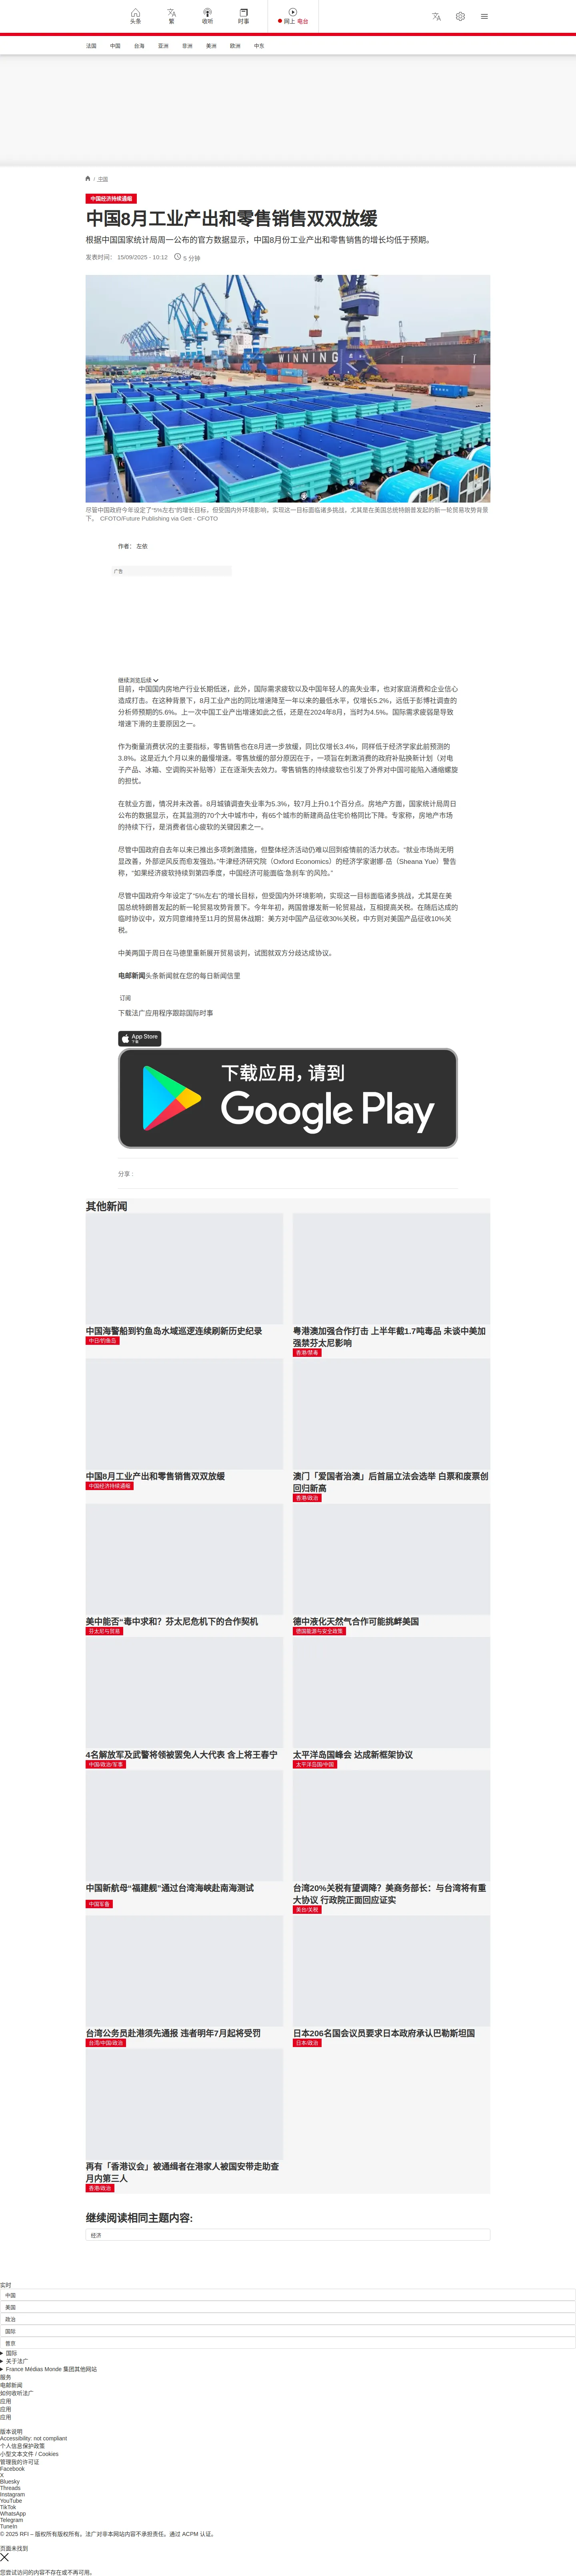 头条
繁
收听
时事
网上 电台
法国
中国
台海
亚洲
非洲
美洲
欧洲
中东
/ 中国
中国经济持续遇缩
中国8月工业产出和零售销售双双放缓
根据中国国家统计局周一公布的官方数据显示，中国8月份工业产出和零售销售的增长均低于预期。
发表时间： 15/09/2025 - 10:12
5 分钟
WINNING
尽管中国政府今年设定了“5%左右”的增长目标，但受国内外环境影响，实现这一目标面临诸多挑战，尤其是在美国总统特朗普发起的新一轮贸易攻势背景
下。 CFOTO/Future Publishing via Gett - CFOTO
作者： 左依
广告
继续浏览后续
目前，中国国内房地产行业长期低迷，此外，国际需求疲软以及中国年轻人的高失业率，也对家庭消费和企业信心
造成打击。在这种背景下，8月工业产出的同比增速降至一年以来的最低水平，仅增长5.2%，远低于彭博社调查的
分析师预期的5.6%。上一次中国工业产出增速如此之低，还是在2024年8月，当时为4.5%。国际需求疲弱是导致
增速下滑的主要原因之一。
作为衡量消费状况的主要指标，零售销售也在8月进一步放缓，同比仅增长3.4%，同样低于经济学家此前预测的
3.8%。这是近九个月以来的最慢增速。零售放缓的部分原因在于，一项旨在刺激消费的政府补贴换新计划（对电
子产品、冰箱、空调购买补贴等）正在逐渐失去效力。零售销售的持续疲软也引发了外界对中国可能陷入通缩螺旋
的担忧。
在就业方面，情况并未改善。8月城镇调查失业率为5.3%，较7月上升0.1个百分点。房地产方面，国家统计局周日
公布的数据显示，在其监测的70个大中城市中，有65个城市的新建商品住宅价格同比下降。专家称，房地产市场
的持续下行，是消费者信心疲软的关键因素之一。
尽管中国政府自去年以来已推出多项刺激措施，但整体经济活动仍难以回到疫情前的活力状态。“就业市场尚无明
显改善，外部逆风反而愈发强劲。”牛津经济研究院（Oxford Economics）的经济学家谢娜·岳（Sheana Yue）警告
称，“如果经济疲软持续到第四季度，中国经济可能面临‘急刹车’的风险。”
尽管中国政府今年设定了“5%左右”的增长目标，但受国内外环境影响，实现这一目标面临诸多挑战，尤其是在美
国总统特朗普发起的新一轮贸易攻势背景下。今年年初，两国曾爆发新一轮贸易战，互相提高关税。在随后达成的
临时协议中，双方同意维持至11月的贸易休战期：美方对中国产品征收30%关税，中方则对美国产品征收10%关
税。
中美两国于周日在马德里重新展开贸易谈判，试图就双方分歧达成协议。
电邮新闻头条新闻就在您的每日新闻信里
订阅
下载法广应用程序跟踪国际时事
App Store
下载
下载应用，请到
Google Play
分享 :
其他新闻
中国海警船到钓鱼岛水域巡逻连续刷新历史纪录
中日/钓鱼岛
粤港澳加强合作打击 上半年截1.7吨毒品 未谈中美加
强禁芬太尼影响
香港/禁毒
中国8月工业产出和零售销售双双放缓
中国经济持续遇缩
澳门「爱国者治澳」后首届立法会选举 白票和废票创
回归新高
香港/政治
美中能否“毒中求和？芬太尼危机下的合作契机
芬太尼与贸易
德中液化天然气合作可能挑衅美国
德国能源与安全政策
4名解放军及武警将领被罢免人大代表 含上将王春宁
中国/政治/军事
太平洋岛国峰会 达成新框架协议
太平洋岛国/中国
中国新航母“福建舰”通过台湾海峡赴南海测试
中国军备
台湾20%关税有望调降？美商务部长：与台湾将有重
大协议 行政院正面回应证实
美台/关税
台湾公务员赴港须先通报 违者明年7月起将受罚
台湾/中国/政治
日本206名国会议员要求日本政府承认巴勒斯坦国
日本/政治
再有「香港议会」被通缉者在港家人被国安带走助查
月内第三人
香港/政治
继续阅读相同主题内容:
经济
实时
中国
美国
政治
国际
普京
国际
关于法广
France Médias Monde 集团其他网站
服务
电邮新闻
如何收听法广
应用
应用
应用
版本说明
Accessibility: not compliant
个人信息保护政策
小型文本文件 / Cookies
管理我的许可证
Facebook
X
Bluesky
Threads
Instagram
YouTube
TikTok
WhatsApp
Telegram
TuneIn
© 2025 RFI – 版权所有版权所有。法广对非本网站内容不承担责任。通过 ACPM 认证。
页面未找到
您尝试访问的内容不存在或不再可用。